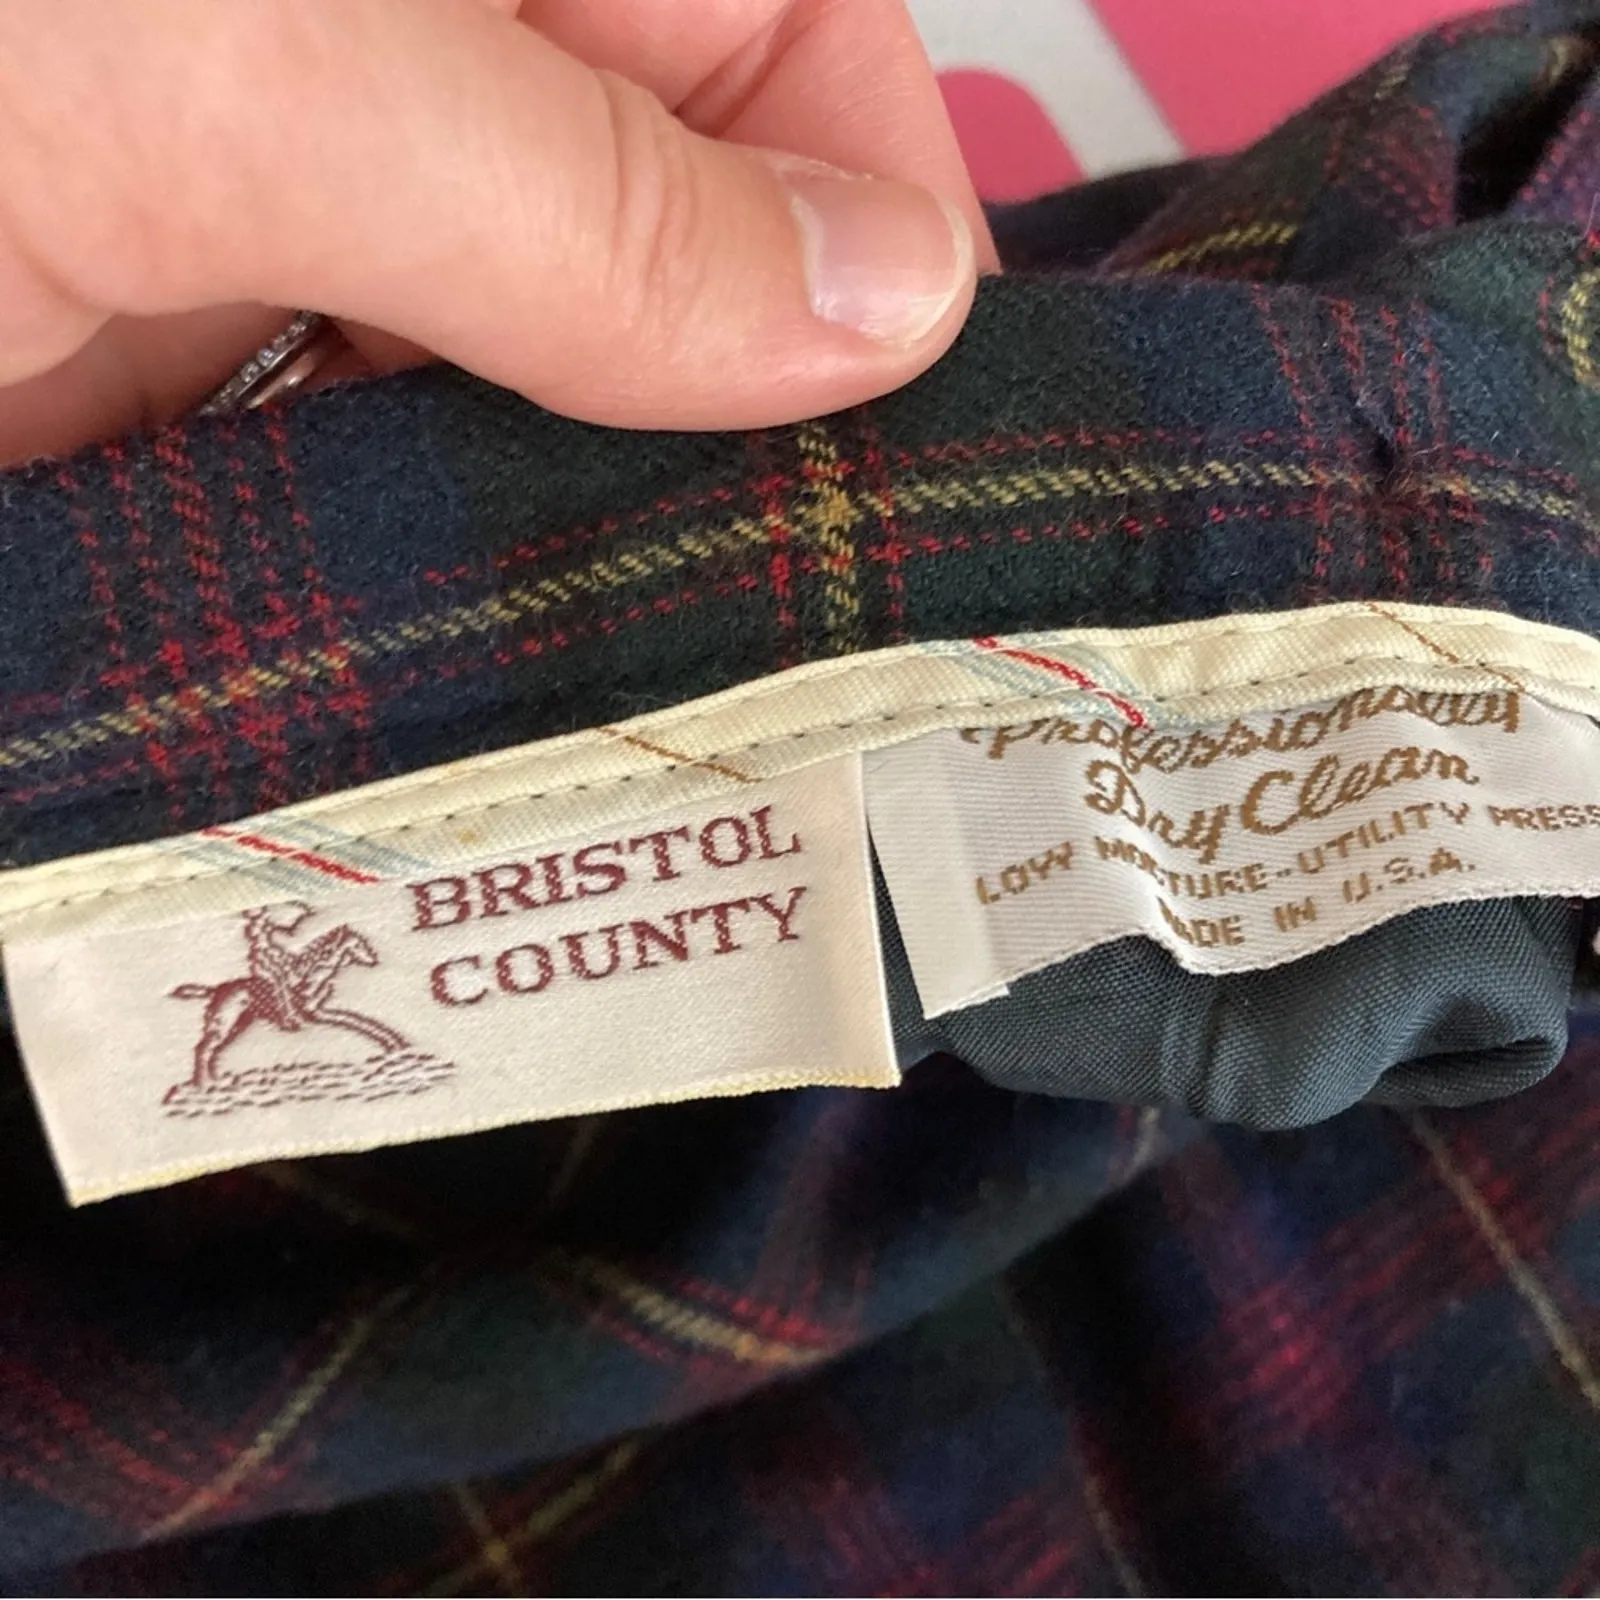 BRISTOL
COUNTY
Professionally
Dry Clean
LOW MOISTURE-UTILITY PRESS
MADE IN U.S.A.